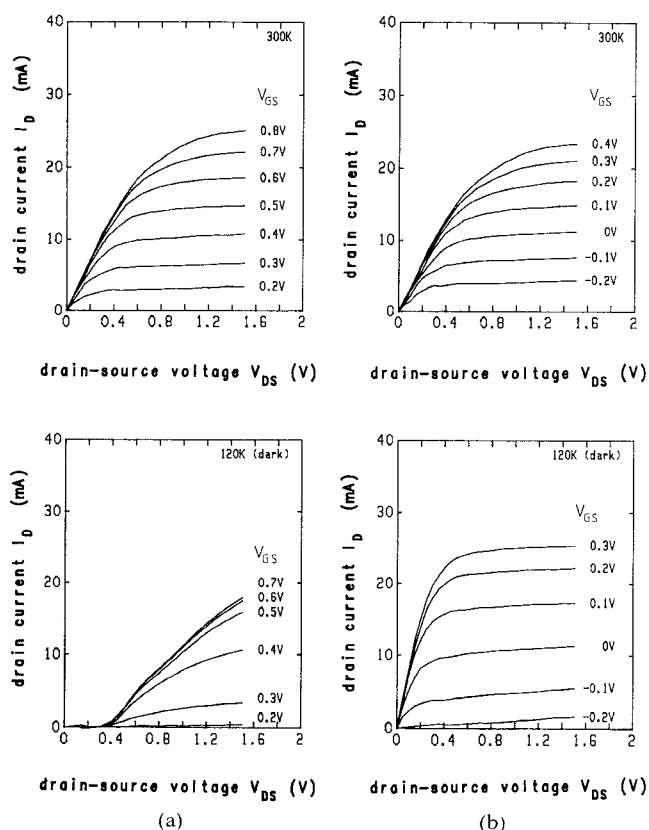 40
30
20
10
0
drain current I_D (mA)
300K
V_GS
0.8V
0.7V
0.6V
0.5V
0.4V
0.3V
0.2V
0 0.4 0.8 1.2 1.6 2
drain-source voltage V_DS (V)
40
30
20
10
0
drain current I_D (mA)
300K
V_GS
0.4V
0.3V
0.2V
0.1V
0V
-0.1V
-0.2V
0 0.4 0.8 1.2 1.6 2
drain-source voltage V_DS (V)
40
30
20
10
0
drain current I_D (mA)
120K (dark)
V_GS
0.7V
0.6V
0.5V
0.4V
0.3V
0.2V
0 0.4 0.8 1.2 1.6 2
drain-source voltage V_DS (V)
(a)
40
30
20
10
0
drain current I_D (mA)
120K (dark)
V_GS
0.3V
0.2V
0.1V
0V
-0.1V
-0.2V
0 0.4 0.8 1.2 1.6 2
drain-source voltage V_DS (V)
(b)